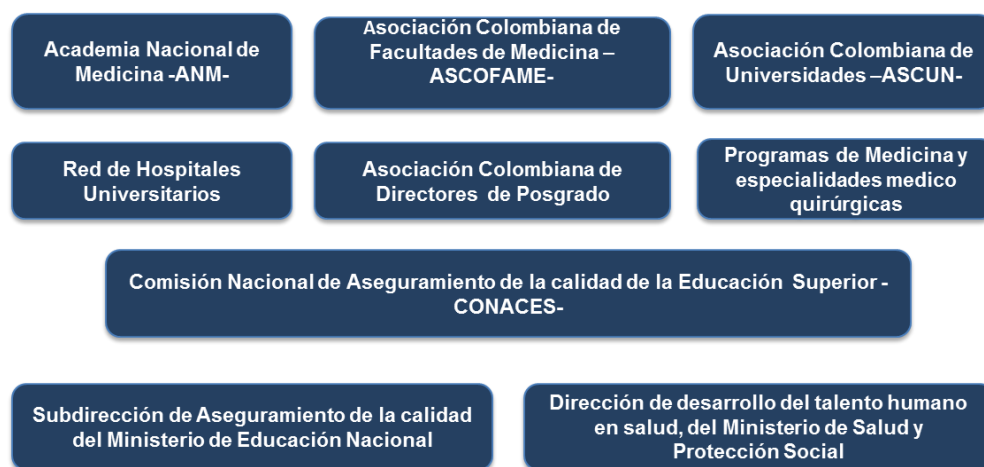 Academia Nacional de
Medicina -ANM-
Asociación Colombiana de
Facultades de Medicina –
ASCOFAME-
Asociación Colombiana de
Universidades –ASCUN-
Red de Hospitales
Universitarios
Asociación Colombiana de
Directores de Posgrado
Programas de Medicina y
especialidades medico
quirúrgicas
Comisión Nacional de Aseguramiento de la calidad de la Educación Superior -
CONACES-
Subdirección de Aseguramiento de la calidad
del Ministerio de Educación Nacional
Dirección de desarrollo del talento humano
en salud, del Ministerio de Salud y
Protección Social